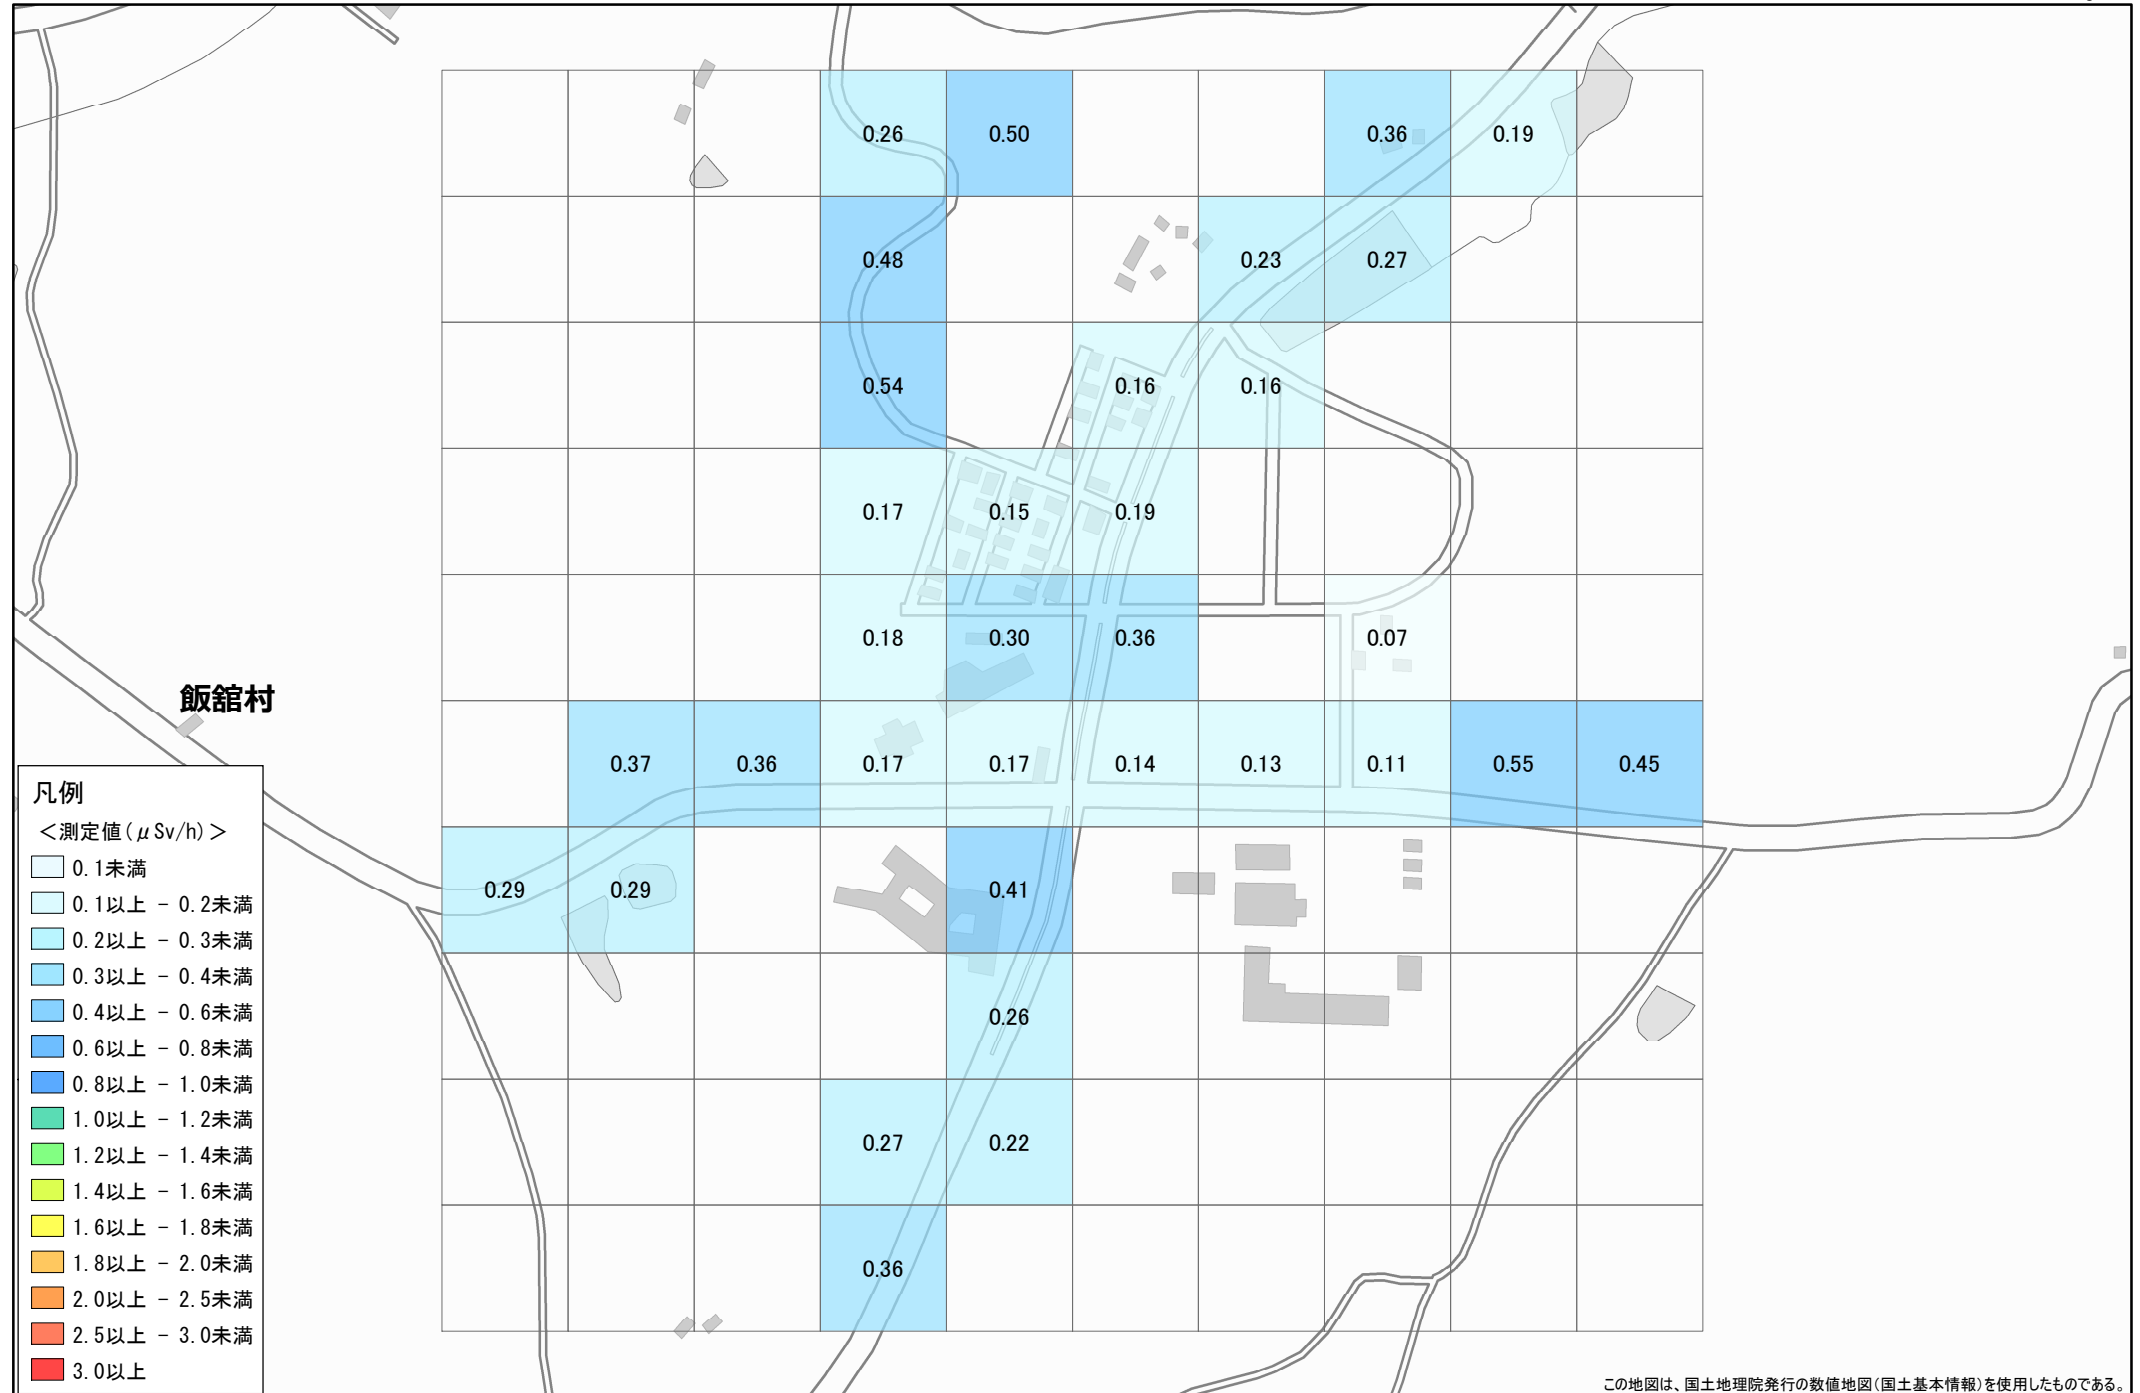 0.26 0.50 0.36 0.19
0.48 0.23 0.27
0.54 0.16 0.16
0.17 0.15 0.19
0.18 0.30 0.36 0.07
飯舘村
0.37 0.36 0.17 0.17 0.14 0.13 0.11 0.55 0.45
0.29 0.29 0.41
0.26
0.27 0.22
0.36
凡例
＜測定値(μSv/h)＞
0.1未満
0.1以上 － 0.2未満
0.2以上 － 0.3未満
0.3以上 － 0.4未満
0.4以上 － 0.6未満
0.6以上 － 0.8未満
0.8以上 － 1.0未満
1.0以上 － 1.2未満
1.2以上 － 1.4未満
1.4以上 － 1.6未満
1.6以上 － 1.8未満
1.8以上 － 2.0未満
2.0以上 － 2.5未満
2.5以上 － 3.0未満
3.0以上
この地図は、国土地理院発行の数値地図(国土基本情報)を使用したものである。